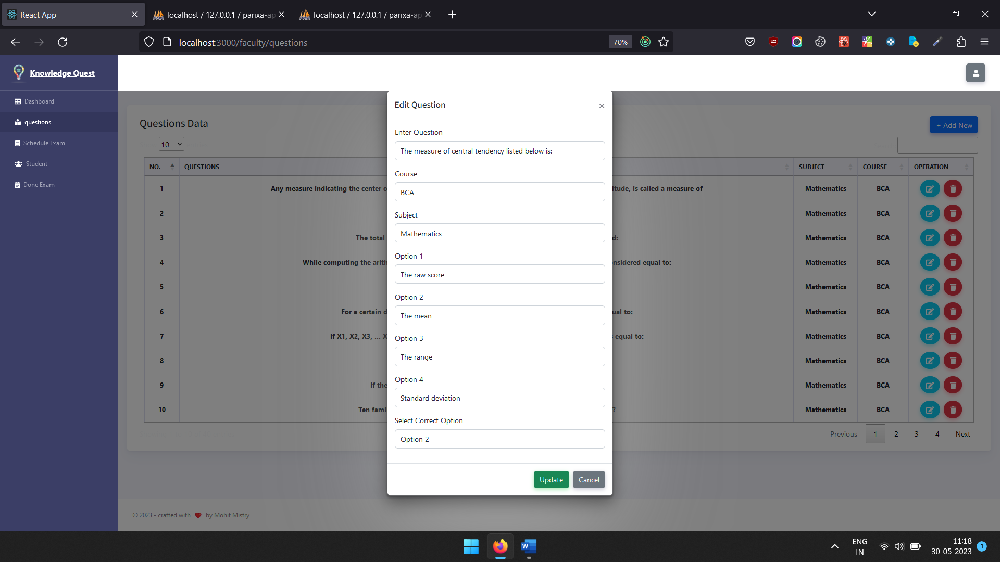 React App
localhost / 127.0.0.1 / parixa-ap
localhost / 127.0.0.1 / parixa-ap
localhost:3000/faculty/questions
70%
Knowledge Quest
Dashboard
questions
Schedule Exam
Student
Done Exam
Questions Data
+ Add New
10
NO. QUESTIONS SUBJECT COURSE OPERATION
1 Any measure indicating the center o itude, is called a measure of Mathematics BCA
2 Mathematics BCA
3 The total d: Mathematics BCA
4 While computing the arith nsidered equal to: Mathematics BCA
5 Mathematics BCA
6 For a certain d ual to: Mathematics BCA
7 If X1, X2, X3, ... X equal to: Mathematics BCA
8 Mathematics BCA
9 If the Mathematics BCA
10 Ten famil ? Mathematics BCA
Previous 1 2 3 4 Next
Edit Question ×
Enter Question
The measure of central tendency listed below is:
Course
BCA
Subject
Mathematics
Option 1
The raw score
Option 2
The mean
Option 3
The range
Option 4
Standard deviation
Select Correct Option
Option 2
Update Cancel
© 2023 - crafted with ❤ by Mohit Mistry
ENG
IN
11:18
30-05-2023
1